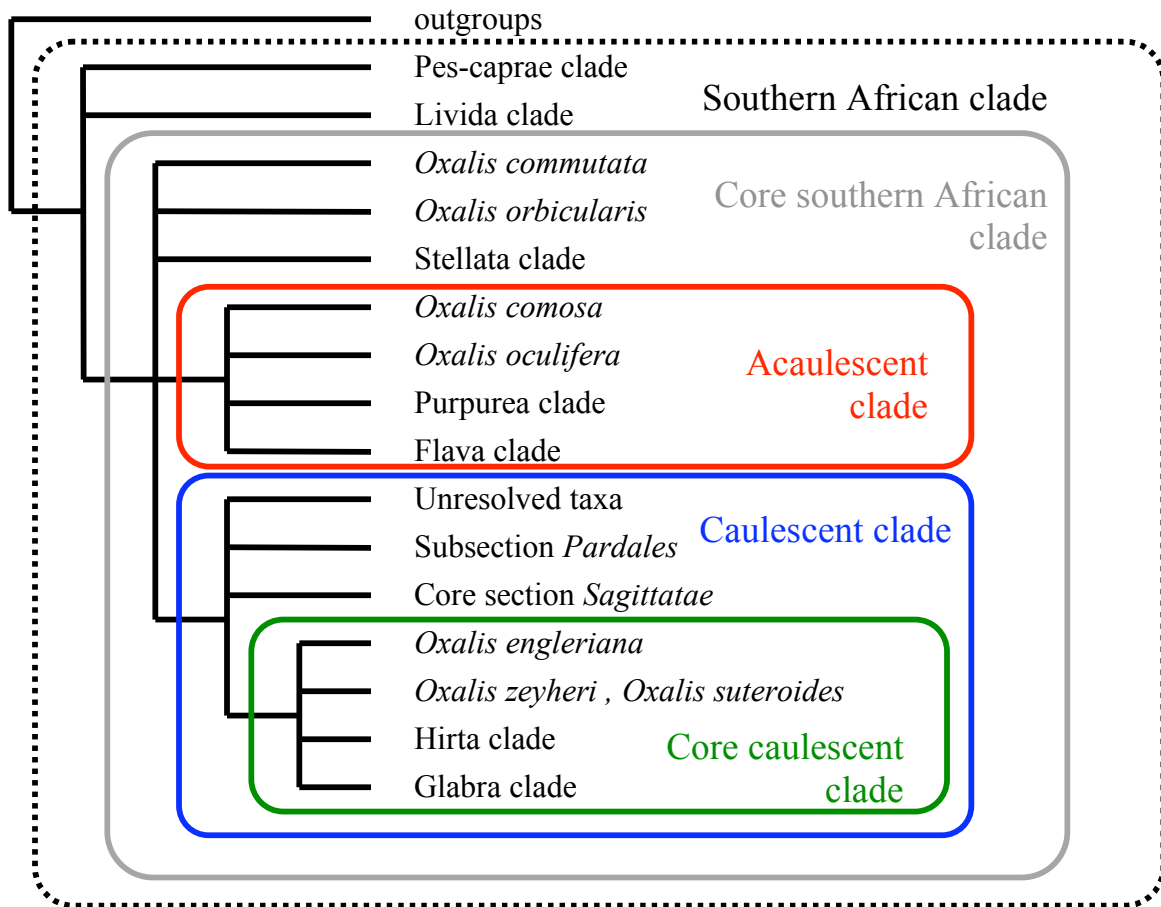 outgroups
Pes-caprae clade
Southern African clade
Livida clade
Oxalis commutata
Core southern African
clade
Oxalis orbicularis
Stellata clade
Oxalis comosa
Oxalis oculifera
Acaulescent
clade
Purpurea clade
Flava clade
Unresolved taxa
Caulescent clade
Subsection Pardales
Core section Sagittatae
Oxalis engleriana
Oxalis zeyheri , Oxalis suteroides
Hirta clade
Core caulescent
clade
Glabra clade